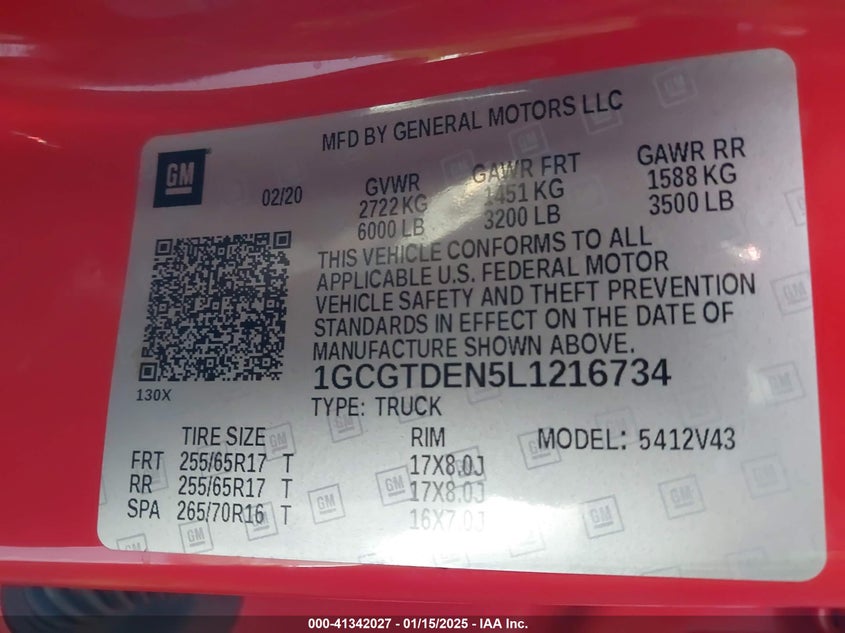 MFD BY GENERAL MOTORS LLC
GM
02/20
GVWR GAWR FRT GAWR RR
2722 KG 1451 KG 1588 KG
6000 LB 3200 LB 3500 LB
THIS VEHICLE CONFORMS TO ALL
APPLICABLE U.S. FEDERAL MOTOR
VEHICLE SAFETY AND THEFT PREVENTION
STANDARDS IN EFFECT ON THE DATE OF
MANUFACTURE SHOWN ABOVE.
1GCGTDEN5L1216734
130X
TYPE: TRUCK
TIRE SIZE RIM MODEL: 5412V43
FRT 255/65R17 T 17X8.0J
RR 255/65R17 T 17X8.0J
SPA 265/70R16 T 16X7.0J
000-41342027 - 01/15/2025 - IAA Inc.